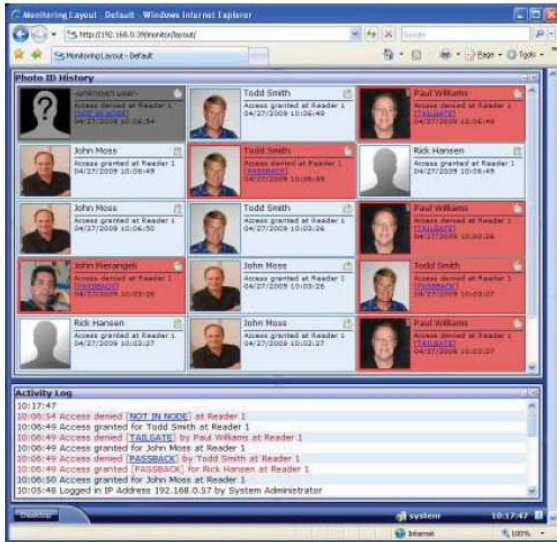 Monitoring Layout - Default - Windows Internet Explorer
http://192.168.0.39/monitor/layout/
Google
Monitoring Layout - Default
Page
Tools
Photo ID History
-unknown user-
Access denied at Reader 1
[NOT IN NODE]
04/27/2009 10:06:54
Todd Smith
Access granted at Reader 1
04/27/2009 10:06:49
Paul Williams
Access denied at Reader 1
[TAILGATE]
04/27/2009 10:06:49
John Moss
Access granted at Reader 1
04/27/2009 10:06:49
Todd Smith
Access denied at Reader 1
[PASSBACK]
04/27/2009 10:06:49
Rick Hansen
Access granted at Reader 1
04/27/2009 10:06:49
John Moss
Access granted at Reader 1
04/27/2009 10:06:50
Todd Smith
Access granted at Reader 1
04/27/2009 10:03:26
Paul Williams
Access denied at Reader 1
[TAILGATE]
04/27/2009 10:03:26
John Pierangeli
Access denied at Reader 1
[PASSBACK]
04/27/2009 10:03:26
John Moss
Access granted at Reader 1
04/27/2009 10:03:26
Todd Smith
Access denied at Reader 1
[PASSBACK]
04/27/2009 10:03:27
Rick Hansen
Access granted at Reader 1
04/27/2009 10:03:27
John Moss
Access granted at Reader 1
04/27/2009 10:03:27
Paul Williams
Access denied at Reader 1
[TAILGATE]
04/27/2009 10:03:27
Activity Log
10:17:47
10:06:54 Access denied [NOT IN NODE] at Reader 1
10:06:49 Access granted for Todd Smith at Reader 1
10:06:49 Access denied [TAILGATE] by Paul Williams at Reader 1
10:06:49 Access granted for John Moss at Reader 1
10:06:49 Access denied [PASSBACK] by Todd Smith at Reader 1
10:06:49 Access granted [PASSBACK] for Rick Hansen at Reader 1
10:06:50 Access granted for John Moss at Reader 1
10:05:48 Logged in IP Address 192.168.0.57 by System Administrator
Desktop
system
10:17:47
Internet
100%